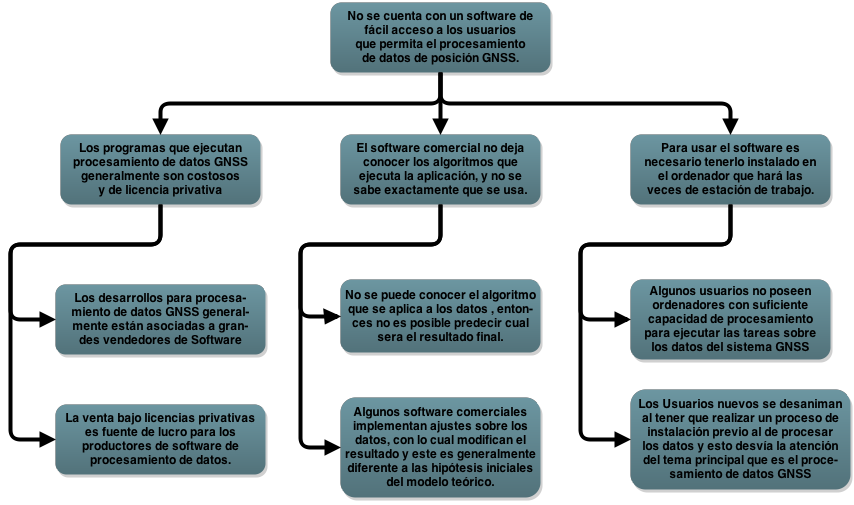 No se cuenta con un software de
fácil acceso a los usuarios
que permita el procesamiento
de datos de posición GNSS.
Los programas que ejecutan
procesamiento de datos GNSS
generalmente son costosos
y de licencia privativa
El software comercial no deja
conocer los algoritmos que
ejecuta la aplicación, y no se
sabe exactamente que se usa.
Para usar el software es
necesario tenerlo instalado en
el ordenador que hará las
veces de estación de trabajo.
Los desarrollos para procesa-
miento de datos GNSS general-
mente están asociadas a gran-
des vendedores de Software
No se puede conocer el algoritmo
que se aplica a los datos , enton-
ces no es posible predecir cual
sera el resultado final.
Algunos usuarios no poseen
ordenadores con suficiente
capacidad de procesamiento
para ejecutar las tareas sobre
los datos del sistema GNSS
La venta bajo licencias privativas
es fuente de lucro para los
productores de software de
procesamiento de datos.
Algunos software comerciales
implementan ajustes sobre los
datos, con lo cual modifican el
resultado y este es generalmente
diferente a las hipótesis iniciales
del modelo teórico.
Los Usuarios nuevos se desaniman
al tener que realizar un proceso de
instalación previo al de procesar
los datos y esto desvía la atención
del tema principal que es el proce-
samiento de datos GNSS